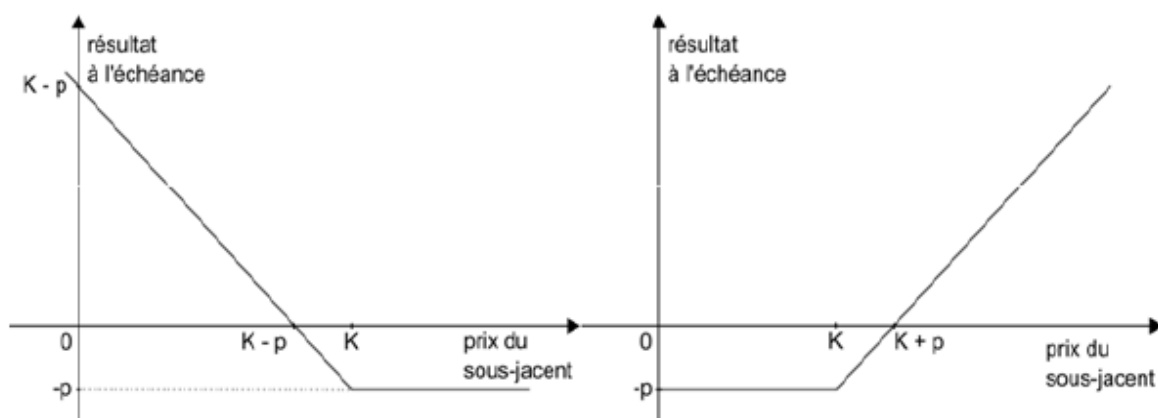 résultat
à l'échéance
K - p
0
K - p
K
prix du
sous-jacent
-p
résultat
à l'échéance
0
K
K + p
prix du
sous-jacent
-p